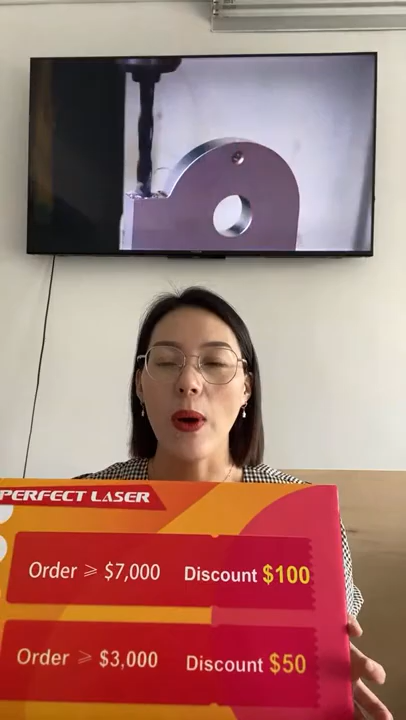 PERFECT LASER
Order ⩾ $7,000 Discount $100
Order ⩾ $3,000 Discount $50